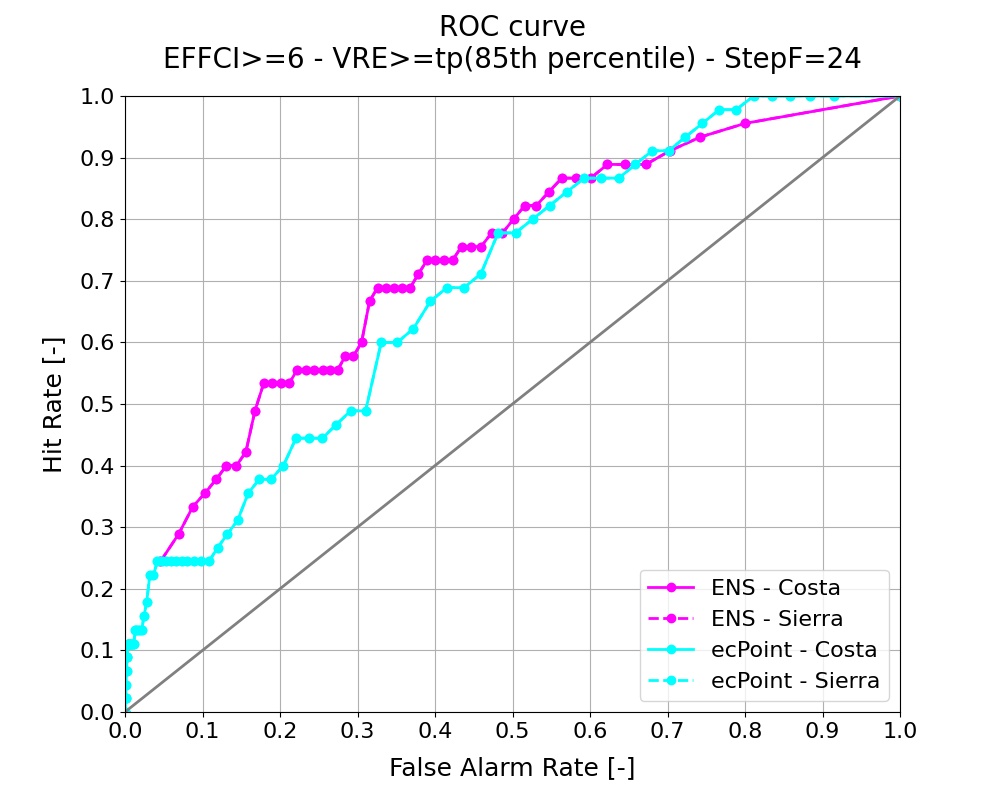 ROC curve
EFFCI>=6 - VRE>=tp(85th percentile) - StepF=24
1.0
0.9
0.8
0.7
0.6
0.5
0.4
0.3
0.2
0.1
0.0
Hit Rate [-]
ENS - Costa
ENS - Sierra
ecPoint - Costa
ecPoint - Sierra
0.0 0.1 0.2 0.3 0.4 0.5 0.6 0.7 0.8 0.9 1.0
False Alarm Rate [-]